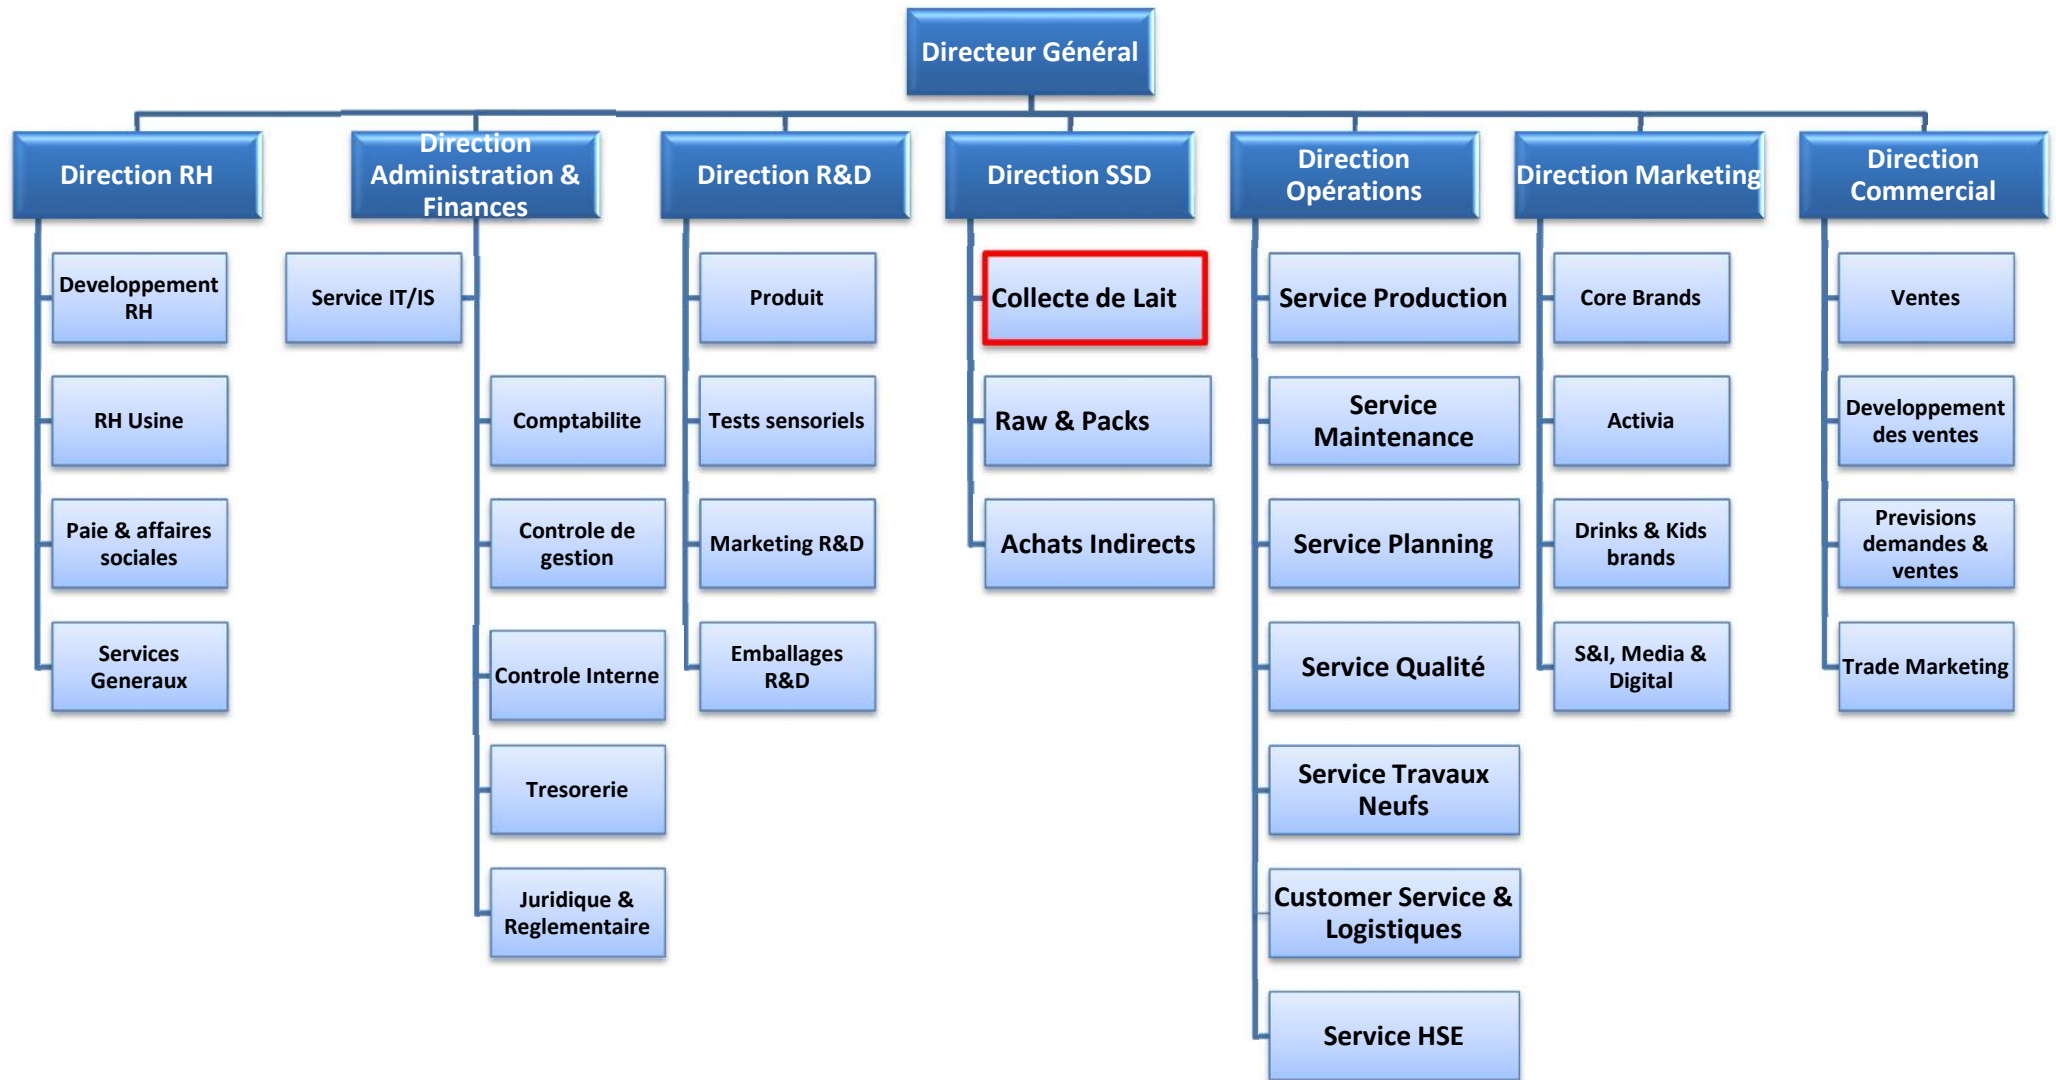 Directeur Général
Direction RH
Direction
Administration &
Finances
Direction R&D
Direction SSD
Direction
Opérations
Direction Marketing
Direction
Commercial
Developpement
RH
RH Usine
Paie & affaires
sociales
Services
Generaux
Service IT/IS
Comptabilite
Controle de
gestion
Controle Interne
Tresorerie
Juridique &
Reglementaire
Produit
Tests sensoriels
Marketing R&D
Emballages
R&D
Collecte de Lait
Raw & Packs
Achats Indirects
Service Production
Service
Maintenance
Service Planning
Service Qualité
Service Travaux
Neufs
Customer Service &
Logistiques
Service HSE
Core Brands
Activia
Drinks & Kids
brands
S&I, Media &
Digital
Ventes
Developpement
des ventes
Previsions
demandes &
ventes
Trade Marketing